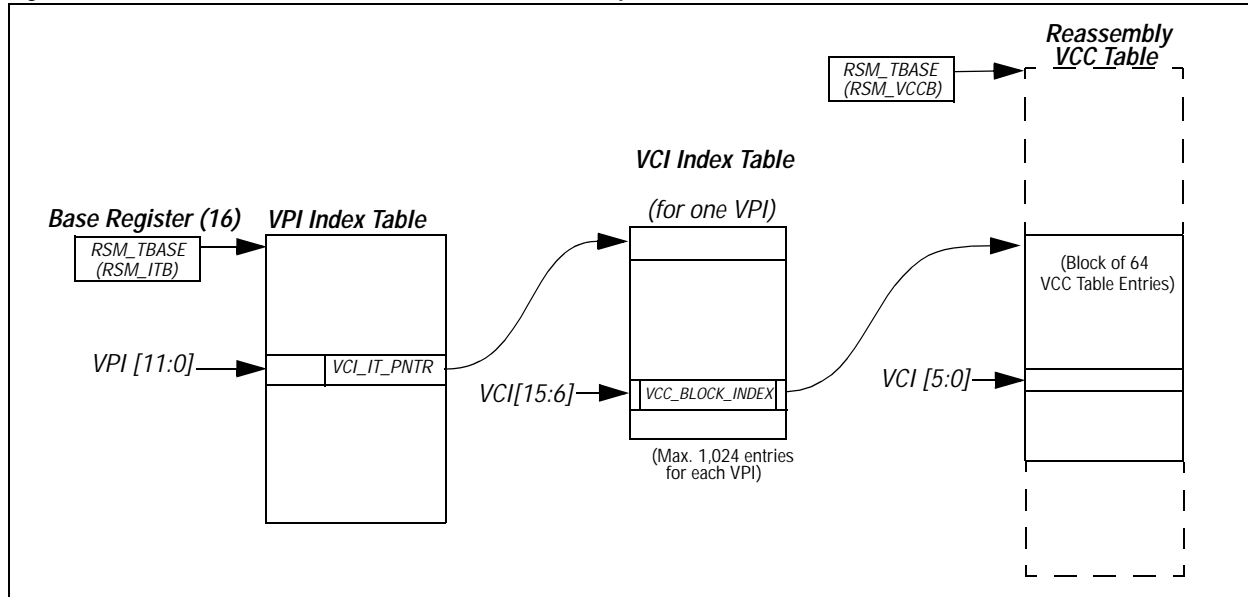 Reassembly
VCC Table
RSM_TBASE
(RSM_VCCB)
VCI Index Table
(for one VPI)
Base Register (16)
VPI Index Table
RSM_TBASE
(RSM_ITB)
(Block of 64
VCC Table Entries)
VPI [11:0]
VCI_IT_PNTR
VCI[15:6]
VCC_BLOCK_INDEX
VCI [5:0]
(Max. 1,024 entries
for each VPI)